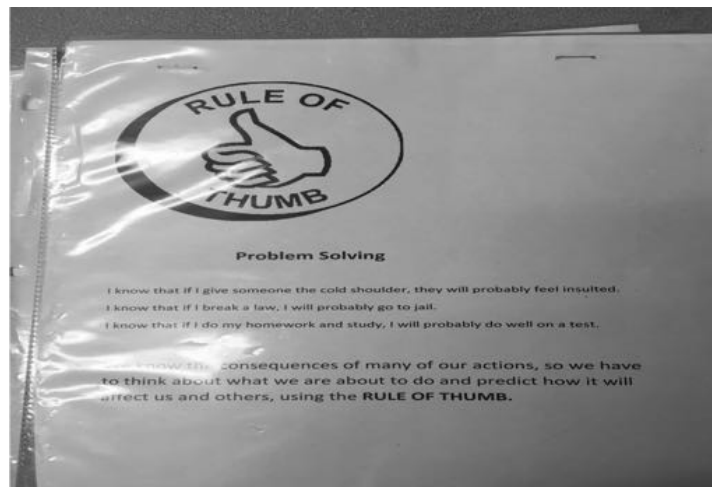 RULE OF
THUMB
Problem Solving
I know that if I give someone the cold shoulder, they will probably feel insulted.
I know that if I break a law, I will probably go to jail.
I know that if I do my homework and study, I will probably do well on a test.
know the consequences of many of our actions, so we have
to think about what we are about to do and predict how it will
affect us and others, using the RULE OF THUMB.